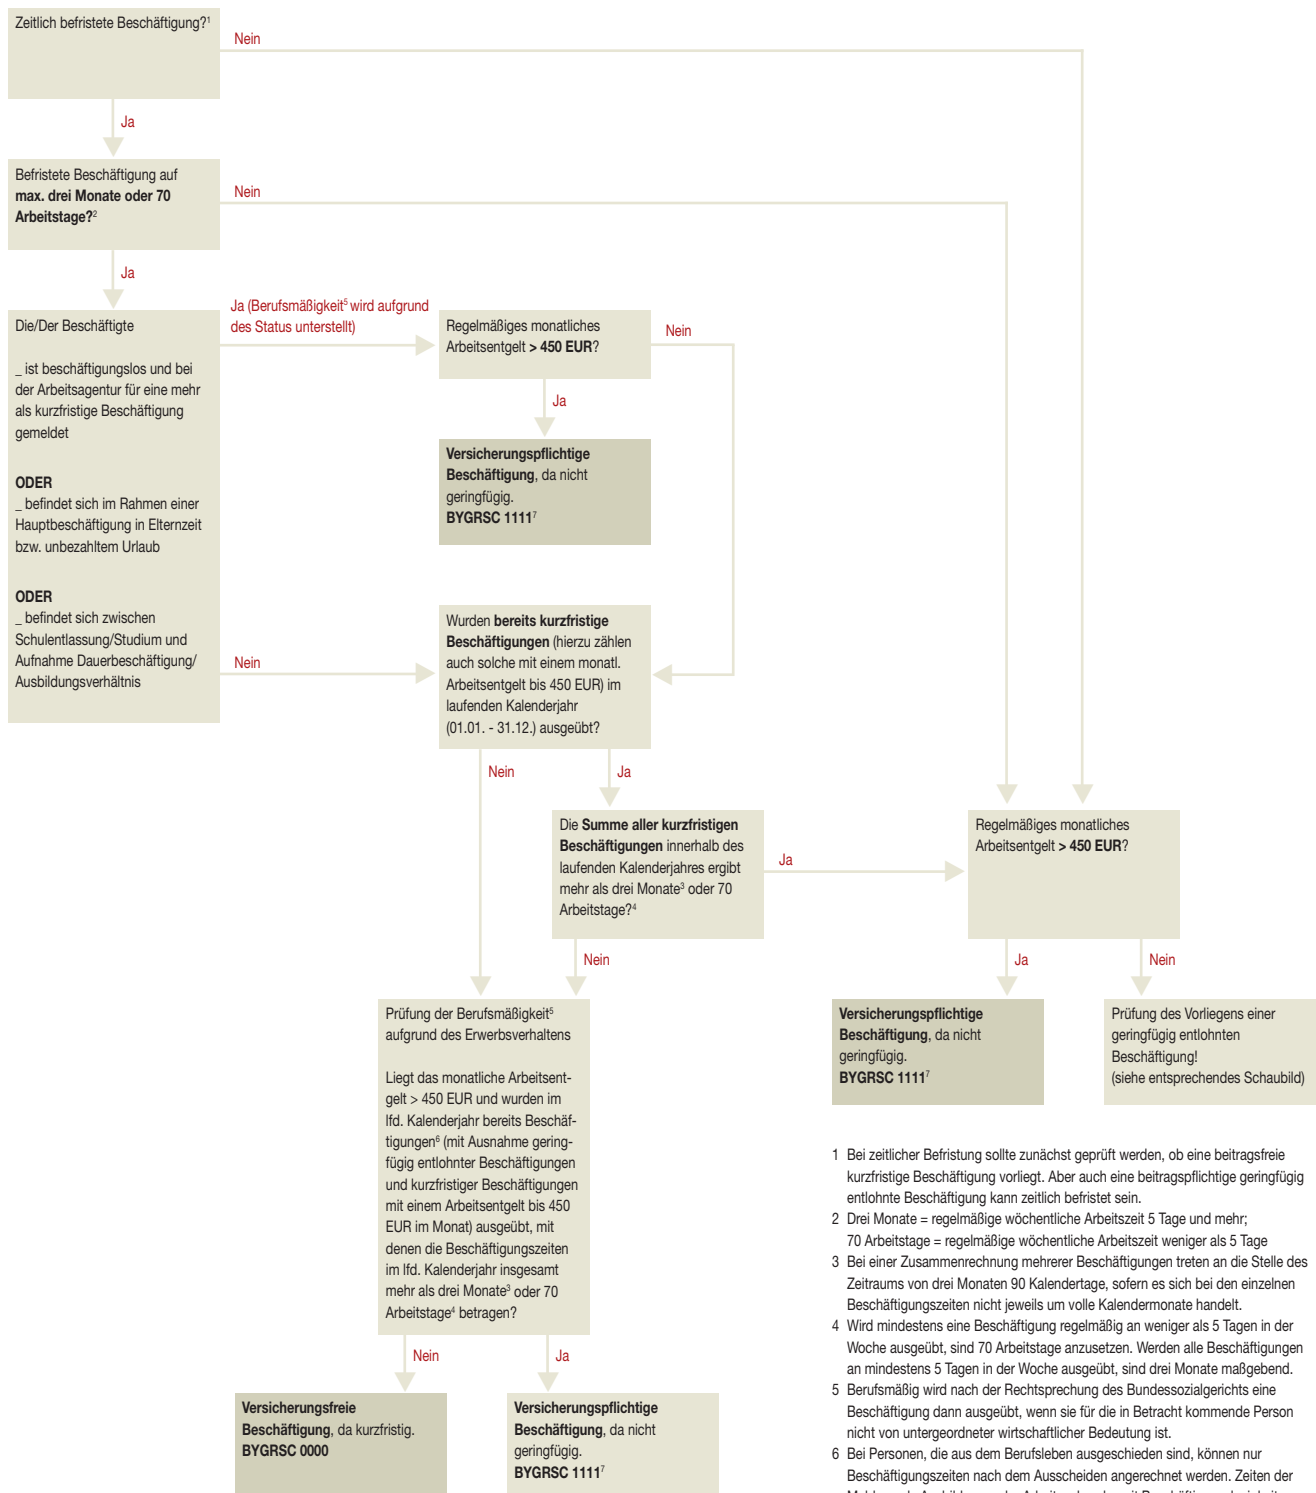 Zeitlich befristete Beschäftigung?¹
Nein
Ja
Befristete Beschäftigung auf
max. drei Monate oder 70
Arbeitstage?²
Nein
Ja
Die/Der Beschäftigte
_ ist beschäftigungslos und bei
der Arbeitsagentur für eine mehr
als kurzfristige Beschäftigung
gemeldet
ODER
_ befindet sich im Rahmen einer
Hauptbeschäftigung in Elternzeit
bzw. unbezahltem Urlaub
ODER
_ befindet sich zwischen
Schulentlassung/Studium und
Aufnahme Dauerbeschäftigung/
Ausbildungsverhältnis
Ja (Berufsmäßigkeit⁵ wird aufgrund
des Status unterstellt)
Nein
Regelmäßiges monatliches
Arbeitsentgelt > 450 EUR?
Nein
Ja
Versicherungspflichtige
Beschäftigung, da nicht
geringfügig.
BYGRSC 1111⁷
Wurden bereits kurzfristige
Beschäftigungen (hierzu zählen
auch solche mit einem monatl.
Arbeitsentgelt bis 450 EUR) im
laufenden Kalenderjahr
(01.01. - 31.12.) ausgeübt?
Nein
Ja
Die Summe aller kurzfristigen
Beschäftigungen innerhalb des
laufenden Kalenderjahres ergibt
mehr als drei Monate³ oder 70
Arbeitstage?⁴
Ja
Nein
Regelmäßiges monatliches
Arbeitsentgelt > 450 EUR?
Ja
Nein
Prüfung der Berufsmäßigkeit⁵
aufgrund des Erwerbsverhaltens
Liegt das monatliche Arbeitsent-
gelt > 450 EUR und wurden im
lfd. Kalenderjahr bereits Beschäf-
tigungen⁶ (mit Ausnahme gering-
fügig entlohnter Beschäftigungen
und kurzfristiger Beschäftigungen
mit einem Arbeitsentgelt bis 450
EUR im Monat) ausgeübt, mit
denen die Beschäftigungszeiten
im lfd. Kalenderjahr insgesamt
mehr als drei Monate³ oder 70
Arbeitstage⁴ betragen?
Nein
Ja
Versicherungsfreie
Beschäftigung, da kurzfristig.
BYGRSC 0000
Versicherungspflichtige
Beschäftigung, da nicht
geringfügig.
BYGRSC 1111⁷
Versicherungspflichtige
Beschäftigung, da nicht
geringfügig.
BYGRSC 1111⁷
Prüfung des Vorliegens einer
geringfügig entlohnten
Beschäftigung!
(siehe entsprechendes Schaubild)
1 Bei zeitlicher Befristung sollte zunächst geprüft werden, ob eine beitragsfreie
kurzfristige Beschäftigung vorliegt. Aber auch eine beitragspflichtige geringfügig
entlohnte Beschäftigung kann zeitlich befristet sein.
2 Drei Monate = regelmäßige wöchentliche Arbeitszeit 5 Tage und mehr;
70 Arbeitstage = regelmäßige wöchentliche Arbeitszeit weniger als 5 Tage
3 Bei einer Zusammenrechnung mehrerer Beschäftigungen treten an die Stelle des
Zeitraums von drei Monaten 90 Kalendertage, sofern es sich bei den einzelnen
Beschäftigungszeiten nicht jeweils um volle Kalendermonate handelt.
4 Wird mindestens eine Beschäftigung regelmäßig an weniger als 5 Tagen in der
Woche ausgeübt, sind 70 Arbeitstage anzusetzen. Werden alle Beschäftigungen
an mindestens 5 Tagen in der Woche ausgeübt, sind drei Monate maßgebend.
5 Berufsmäßig wird nach der Rechtsprechung des Bundessozialgerichts eine
Beschäftigung dann ausgeübt, wenn sie für die in Betracht kommende Person
nicht von untergeordneter wirtschaftlicher Bedeutung ist.
6 Bei Personen, die aus dem Berufsleben ausgeschieden sind, können nur
Beschäftigungszeiten nach dem Ausscheiden angerechnet werden. Zeiten der